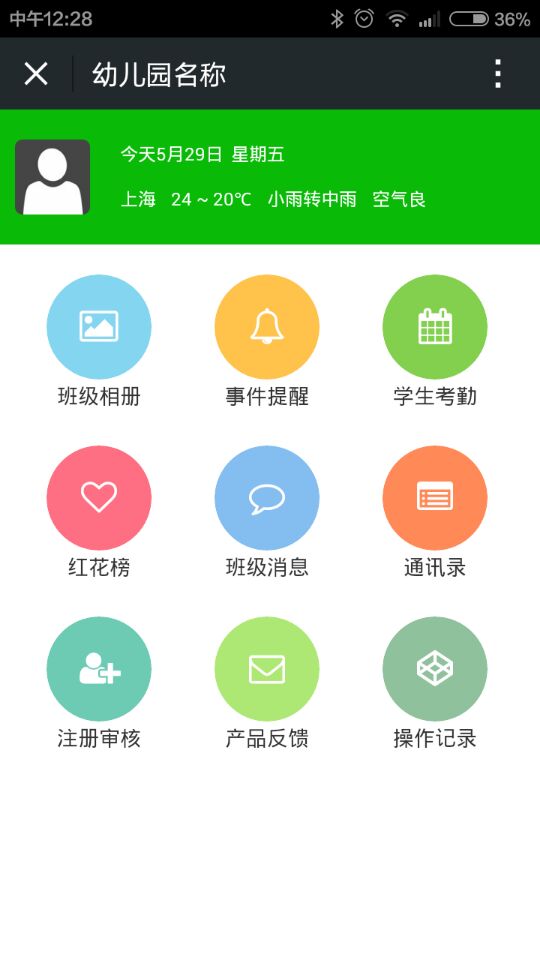 中午12:28 36%
幼儿园名称
今天5月29日 星期五
上海 24 ~ 20℃ 小雨转中雨 空气良
班级相册 事件提醒 学生考勤
红花榜 班级消息 通讯录
注册审核 产品反馈 操作记录